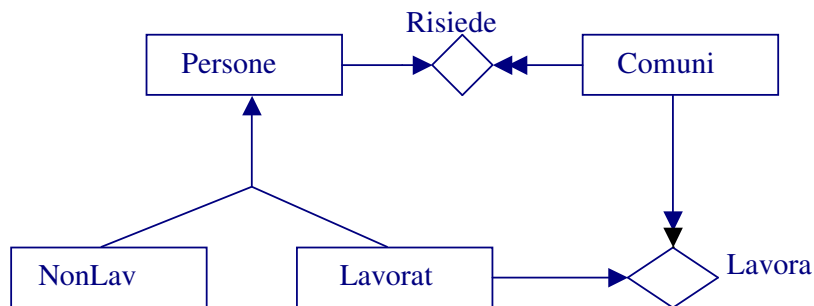 Risiede
Persone
Comuni
NonLav
Lavorat
Lavora